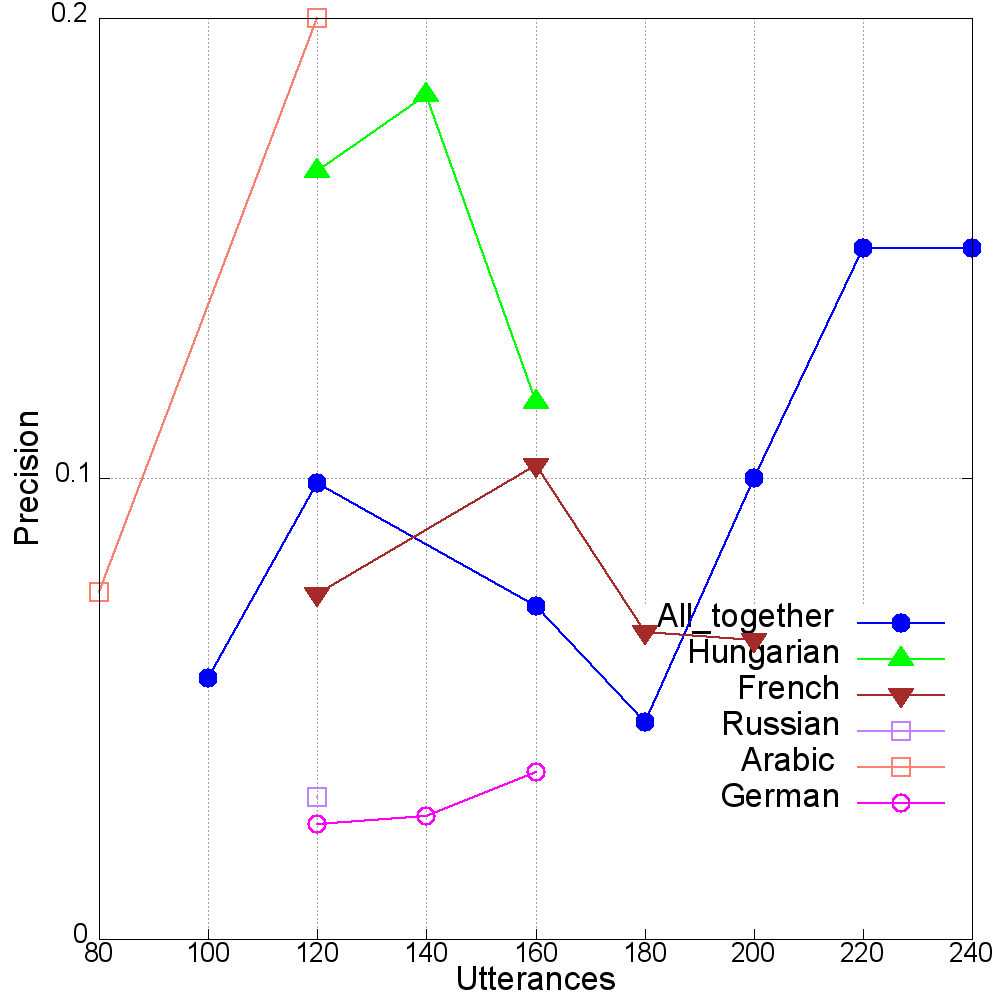 0.2
0.1
0
Precision
80 100 120 140 160 180 200 220 240
Utterances
All_together
Hungarian
French
Russian
Arabic
German